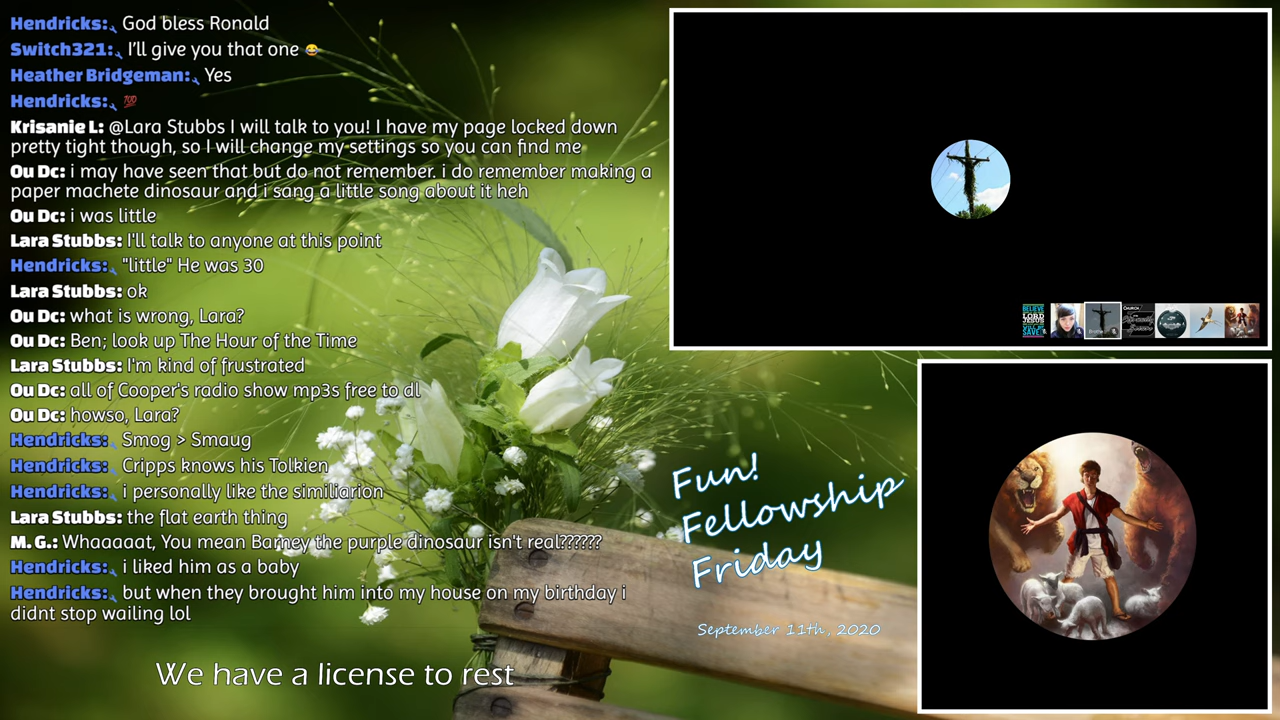 Hendricks: God bless Ronald
Switch321: I'll give you that one 😂
Heather Bridgeman: Yes
Hendricks: 💯
Krisanie L: @Lara Stubbs I will talk to you! I have my page locked down
pretty tight though, so I will change my settings so you can find me
Ou Dc: i may have seen that but do not remember. i do remember making a
paper machete dinosaur and i sang a little song about it heh
Ou Dc: i was little
Lara Stubbs: I'll talk to anyone at this point
Hendricks: "little" He was 30
Lara Stubbs: ok
Ou Dc: what is wrong, Lara?
Ou Dc: Ben; look up The Hour of the Time
Lara Stubbs: I'm kind of frustrated
Ou Dc: all of Cooper's radio show mp3s free to dl
Ou Dc: howso, Lara?
Hendricks: Smog > Smaug
Hendricks: Cripps knows his Tolkien
Hendricks: i personally like the similiarion
Lara Stubbs: the flat earth thing
M. G.: Whaaaaat, You mean Barney the purple dinosaur isn't real??????
Hendricks: i liked him as a baby
Hendricks: but when they brought him into my house on my birthday i
didnt stop wailing lol
We have a license to rest
BELIEVE
LORD
JESUS
WILL BE
SAVE
CHURCH
Fun!
Fellowship
Friday
September 11th, 2020